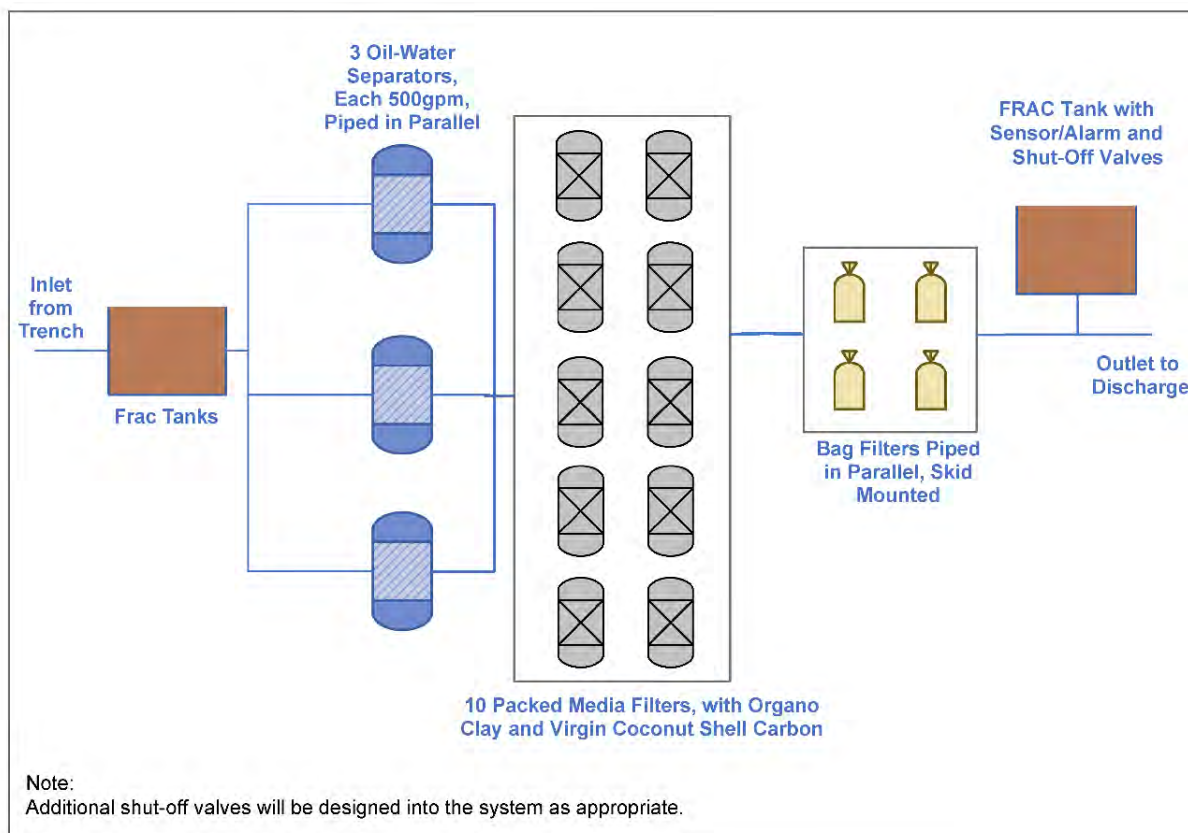 3 Oil-Water
Separators,
Each 500gpm,
Piped in Parallel
FRAC Tank with
Sensor/Alarm and
Shut-Off Valves
Inlet
from
Trench
Frac Tanks
Outlet to
Discharge
Bag Filters Piped
in Parallel, Skid
Mounted
10 Packed Media Filters, with Organo
Clay and Virgin Coconut Shell Carbon
Note:
Additional shut-off valves will be designed into the system as appropriate.